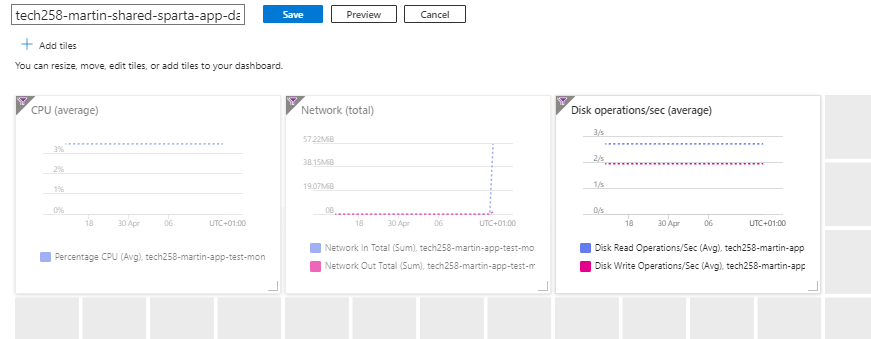 tech258-martin-shared-sparta-app-da
Save
Preview
Cancel
Add tiles
You can resize, move, edit tiles, or add tiles to your dashboard.
CPU (average)
3%
2%
1%
0%
18
30 Apr
06
UTC+01:00
Percentage CPU (Avg), tech258-martin-app-test-mon
Network (total)
57.22MiB
38.15MiB
19.07MiB
0B
18
30 Apr
06
UTC+01:00
Network In Total (Sum), tech258-martin-app-test-mo
Network Out Total (Sum), tech258-martin-app-test-m
Disk operations/sec (average)
3/s
2/s
1/s
0/s
18
30 Apr
06
UTC+01:00
Disk Read Operations/Sec (Avg), tech258-martin-app
Disk Write Operations/Sec (Avg), tech258-martin-app